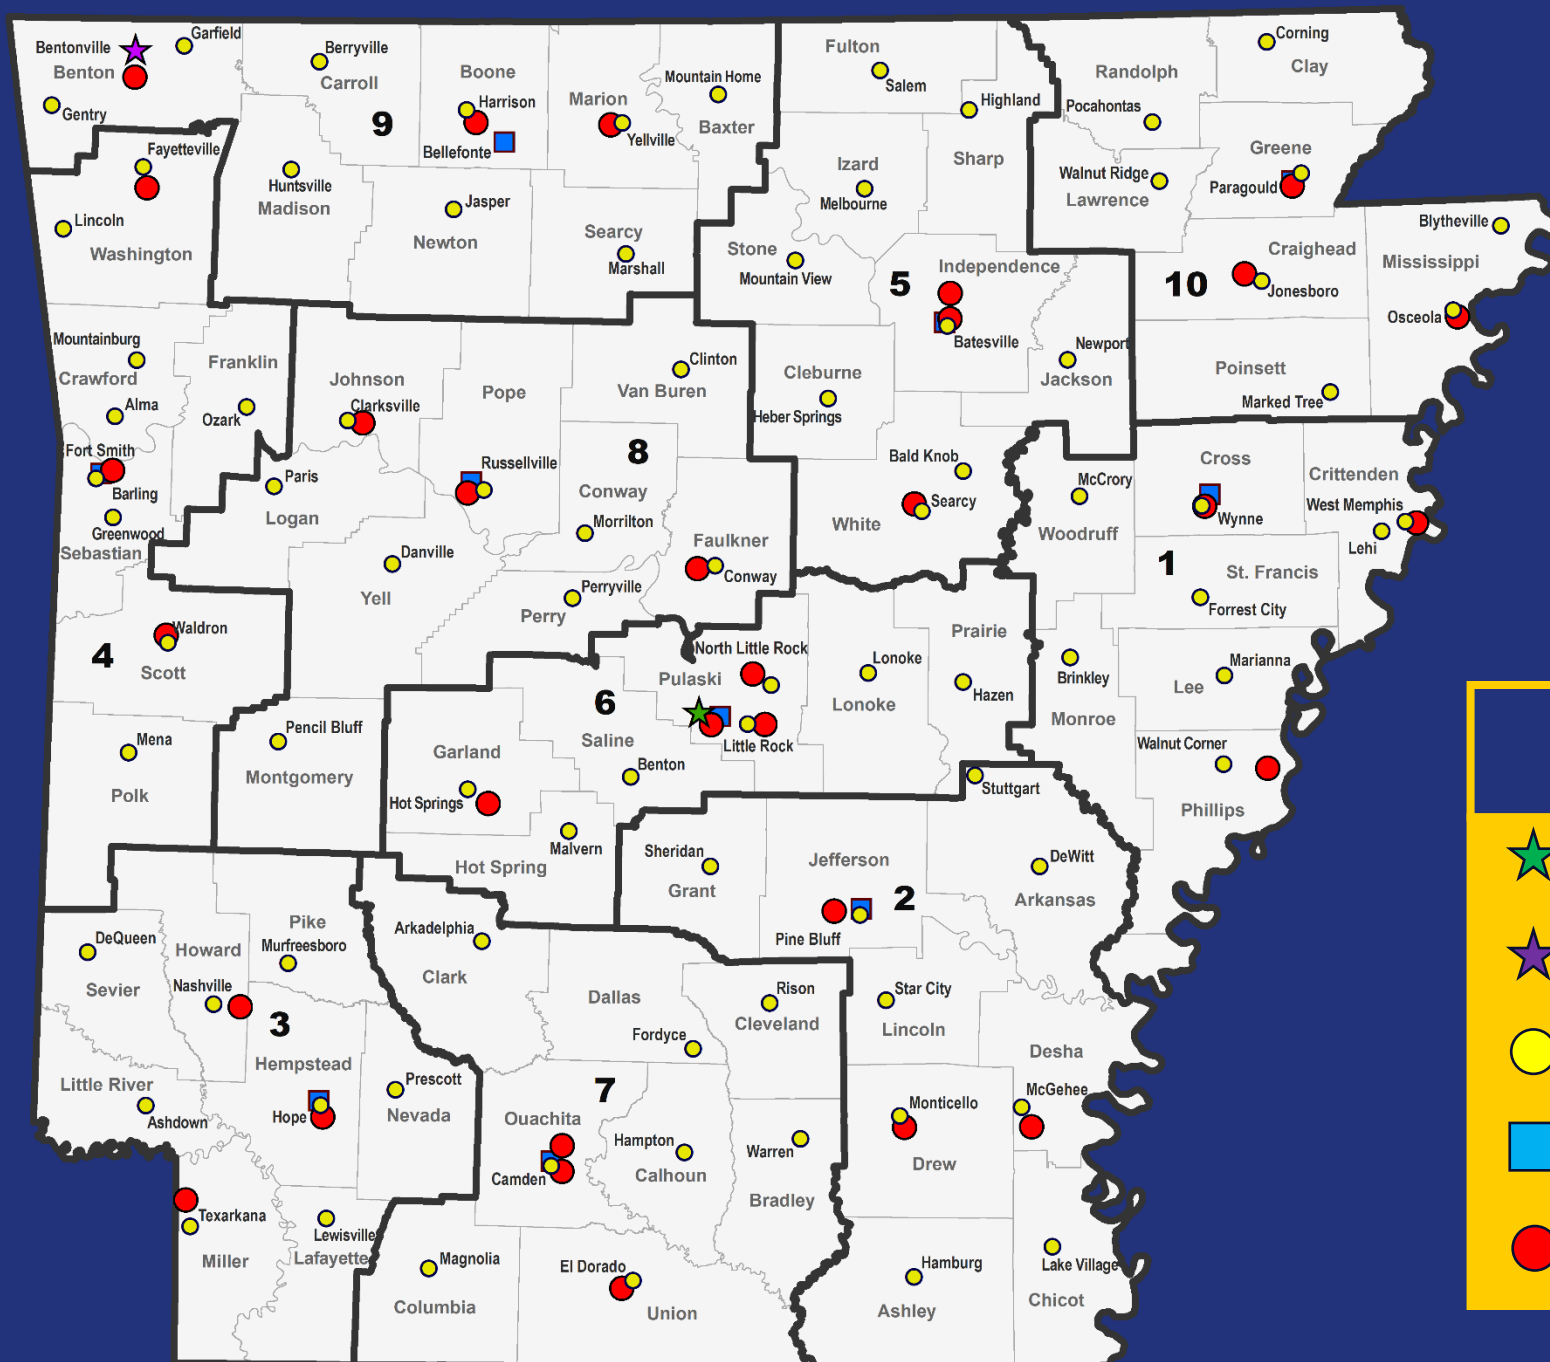 Garfield
Bentonville
Benton
Gentry
Berryville
Carroll
Boone
Harrison
Bellefonte
9
Marion
Yellville
Mountain Home
Baxter
Fulton
Salem
Highland
Sharp
Randolph
Pocahontas
Corning
Clay
Fayetteville
Lincoln
Washington
Huntsville
Madison
Jasper
Newton
Searcy
Marshall
Izard
Melbourne
Stone
Mountain View
Walnut Ridge
Lawrence
Greene
Paragould
Blytheville
Craighead
Jonesboro
10
Mississippi
Osceola
Independence
5
Batesville
Newport
Jackson
Poinsett
Marked Tree
Mountainburg
Crawford
Alma
Franklin
Ozark
Johnson
Clarksville
Pope
Clinton
Van Buren
Cleburne
Heber Springs
Fort Smith
Barling
Greenwood
Sebastian
Paris
Logan
Russellville
8
Conway
Morrilton
Bald Knob
Searcy
White
McCrory
Woodruff
Cross
Wynne
Crittenden
West Memphis
Lehi
Danville
Yell
Faulkner
Conway
Perryville
Perry
1
St. Francis
Forrest City
Waldron
4
Scott
North Little Rock
Pulaski
6
Saline
Little Rock
Benton
Lonoke
Lonoke
Prairie
Hazen
Brinkley
Monroe
Marianna
Lee
Mena
Polk
Pencil Bluff
Montgomery
Garland
Hot Springs
Malvern
Hot Spring
Stuttgart
Walnut Corner
Phillips
Sheridan
Grant
Jefferson
2
Pine Bluff
DeWitt
Arkansas
DeQueen
Sevier
Howard
Nashville
Pike
Murfreesboro
3
Hempstead
Hope
Arkadelphia
Clark
Dallas
Fordyce
Rison
Cleveland
Star City
Lincoln
Desha
McGehee
Little River
Ashdown
Prescott
Nevada
7
Ouachita
Camden
Hampton
Calhoun
Warren
Bradley
Monticello
Drew
Texarkana
Miller
Lewisville
Lafayette
Magnolia
Columbia
El Dorado
Union
Hamburg
Ashley
Lake Village
Chicot